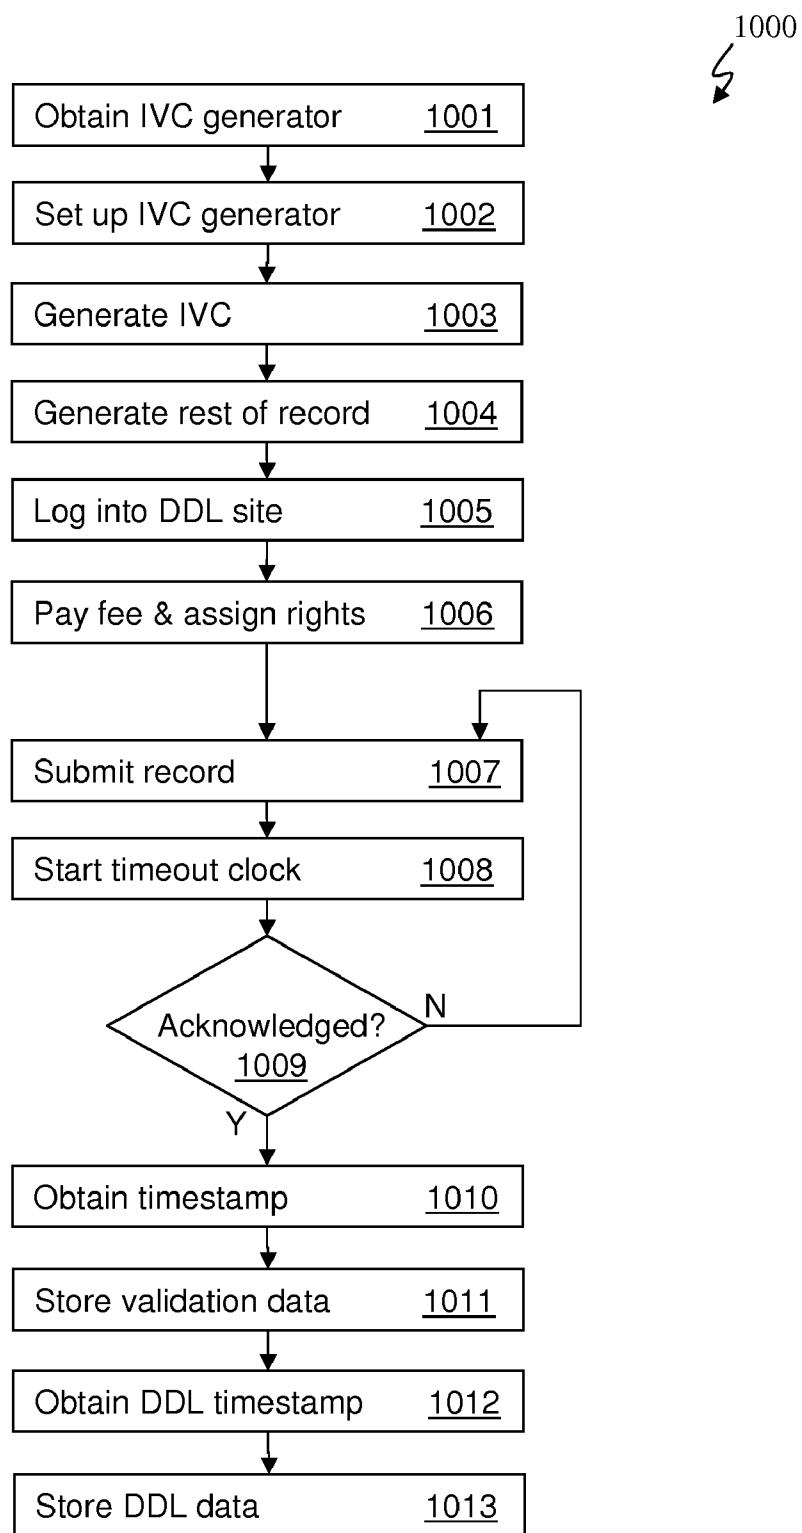 1000
Obtain IVC generator 1001
Set up IVC generator 1002
Generate IVC 1003
Generate rest of record 1004
Log into DDL site 1005
Pay fee & assign rights 1006
Submit record 1007
Start timeout clock 1008
N
Acknowledged?
1009
Y
Obtain timestamp 1010
Store validation data 1011
Obtain DDL timestamp 1012
Store DDL data 1013